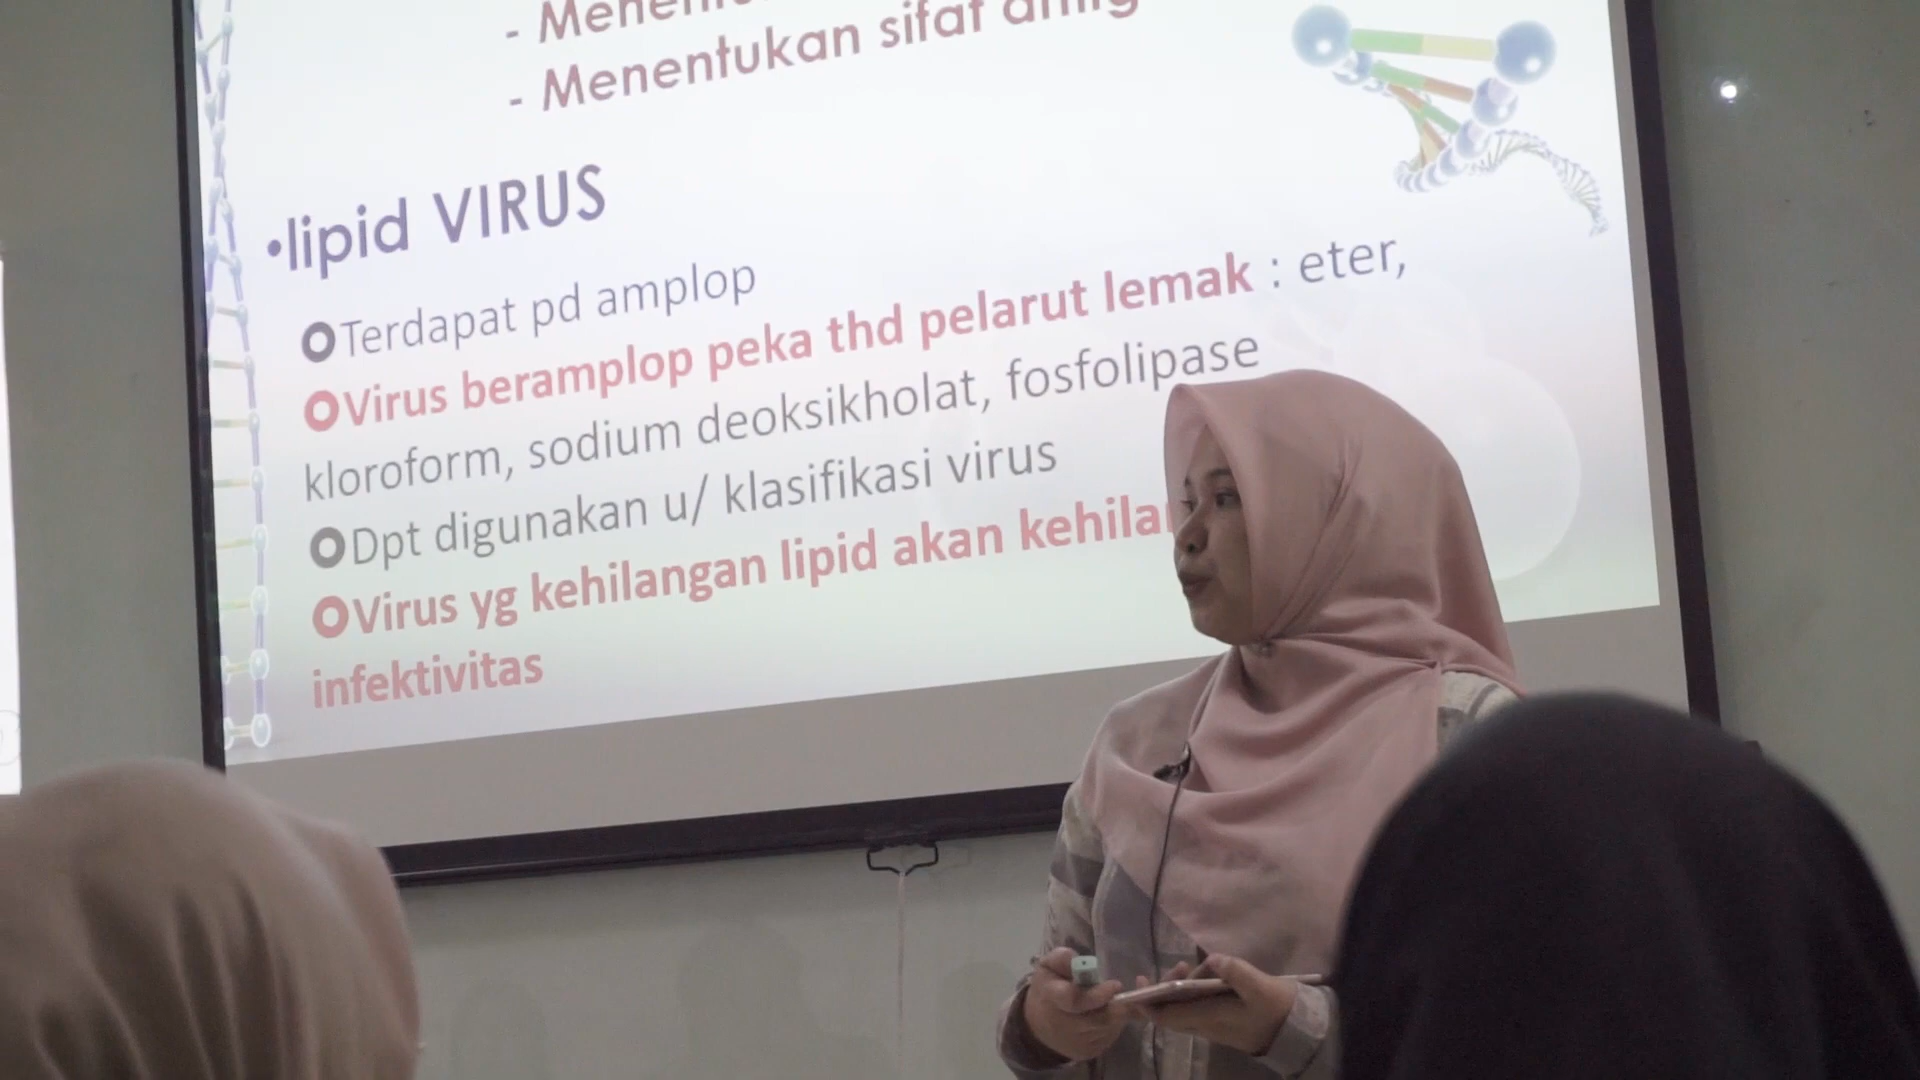 - Menentukan sifat
•lipid VIRUS
Terdapat pd amplop
Virus beramplop peka thd pelarut lemak : eter,
kloroform, sodium deoksikholat, fosfolipase
Dpt digunakan u/ klasifikasi virus
Virus yg kehilangan lipid akan
infektivitas